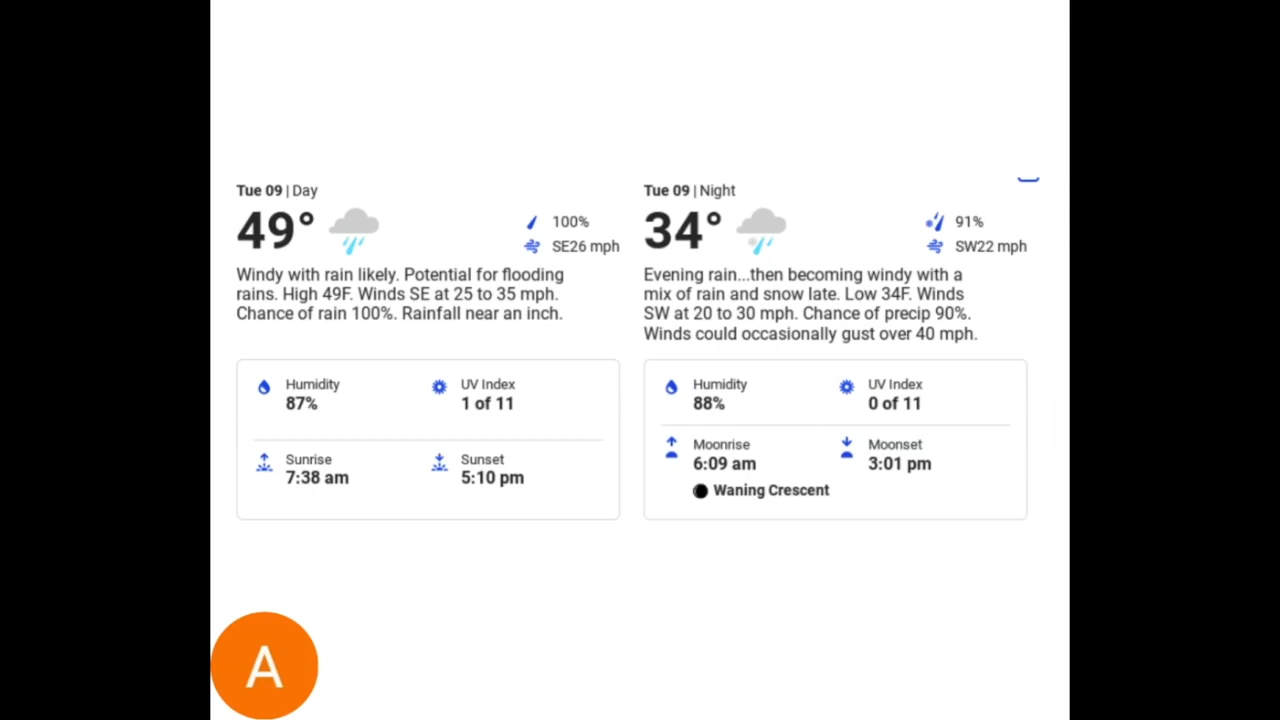 Tue 09 | Day
49°
100%
SE26 mph
Windy with rain likely. Potential for flooding
rains. High 49F. Winds SE at 25 to 35 mph.
Chance of rain 100%. Rainfall near an inch.
Humidity
87%
UV Index
1 of 11
Sunrise
7:38 am
Sunset
5:10 pm
Tue 09 | Night
34°
91%
SW22 mph
Evening rain...then becoming windy with a
mix of rain and snow late. Low 34F. Winds
SW at 20 to 30 mph. Chance of precip 90%.
Winds could occasionally gust over 40 mph.
Humidity
88%
UV Index
0 of 11
Moonrise
6:09 am
Moonset
3:01 pm
Waning Crescent
A